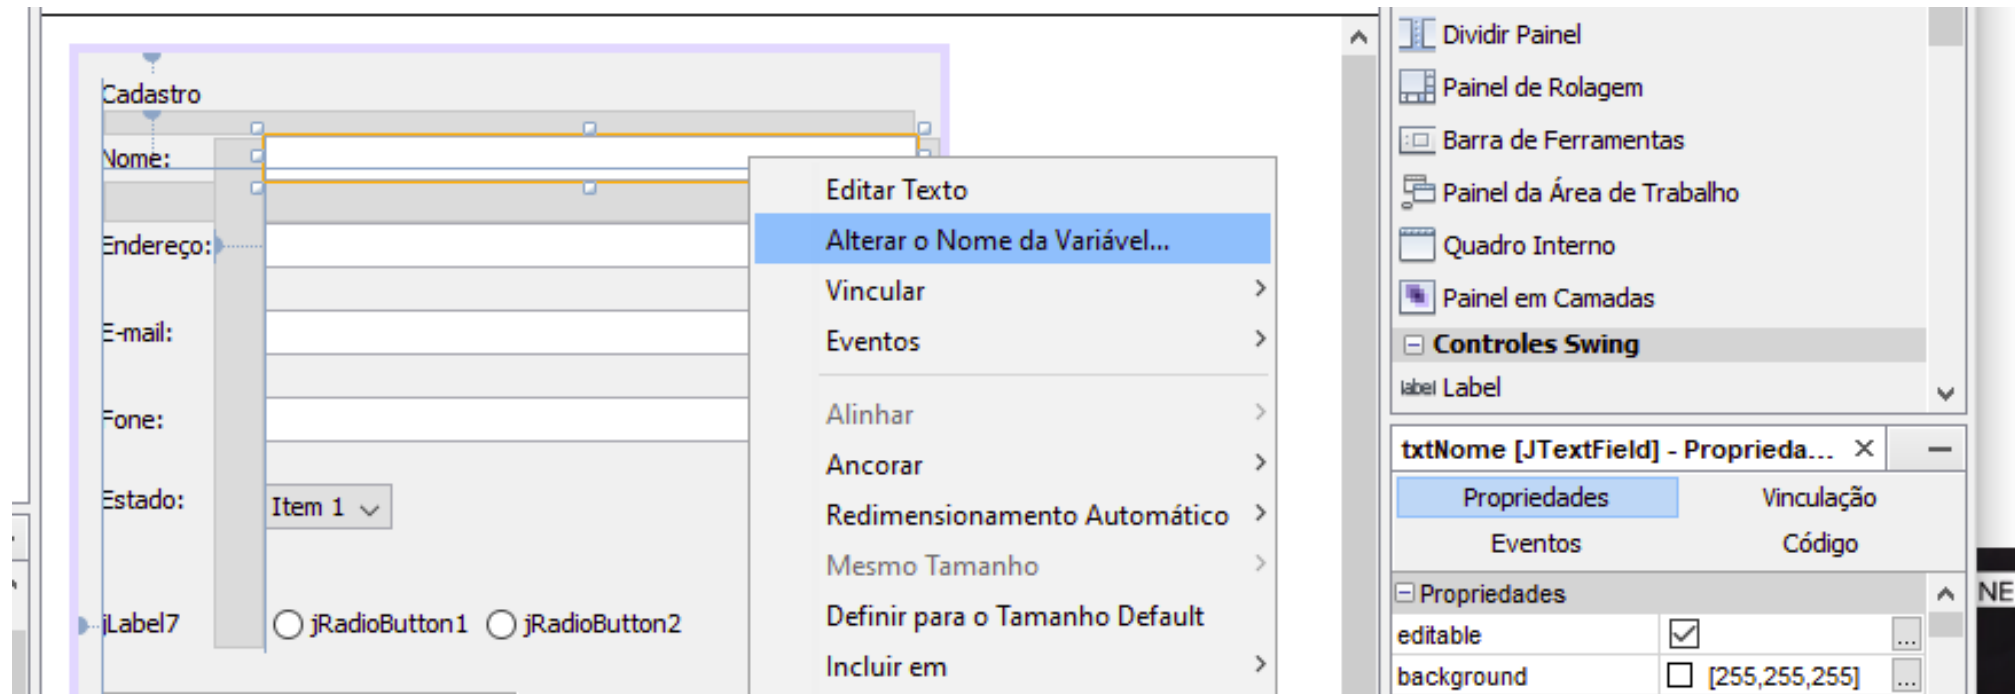 Cadastro
Nome:
Endereço:
E-mail:
Fone:
Estado:
Item 1
jLabel7
jRadioButton1
jRadioButton2
Editar Texto
Alterar o Nome da Variável...
Vincular
Eventos
Alinhar
Ancorar
Redimensionamento Automático
Mesmo Tamanho
Definir para o Tamanho Default
Incluir em
Dividir Painel
Painel de Rolagem
Barra de Ferramentas
Painel da Área de Trabalho
Quadro Interno
Painel em Camadas
Controles Swing
label Label
txtNome [JTextField] - Proprieda...
Propriedades Vinculação
Eventos Código
Propriedades
editable ...
background [255,255,255] ...
NE